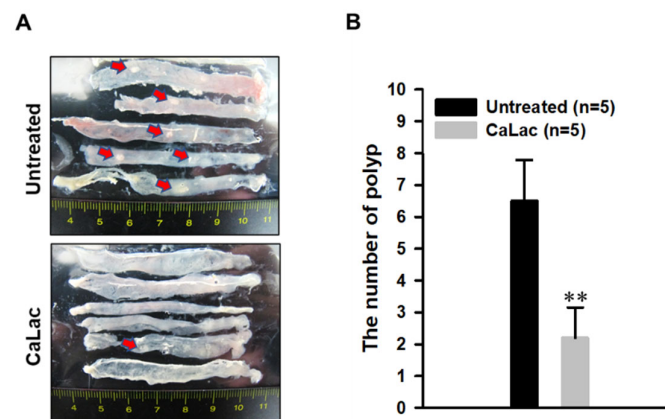 A
Untreated
4 5 6 7 8 9 10 11
CaLac
4 5 6 7 8 9 10 11
B
The number of polyp
10
9
8
7
6
5
4
3
2
1
0
Untreated (n=5)
CaLac (n=5)
**